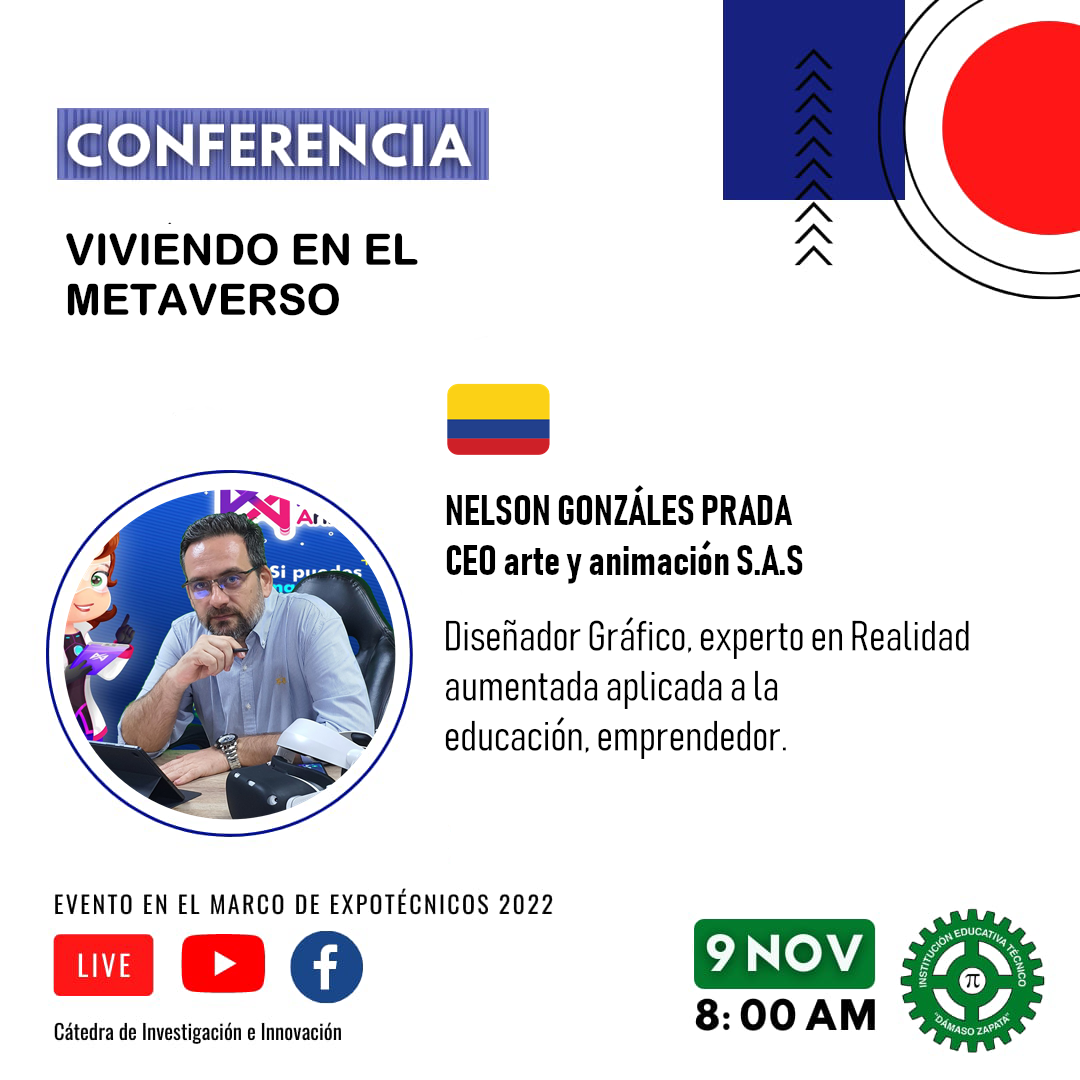 CONFERENCIA
VIVIENDO EN EL
METAVERSO
NELSON GONZÁLES PRADA
CEO arte y animación S.A.S
Diseñador Gráfico, experto en Realidad
aumentada aplicada a la
educación, emprendedor.
Si puedes
EVENTO EN EL MARCO DE EXPOTÉCNICOS 2022
LIVE
Cátedra de Investigación e Innovación
9 NOV
8:00 AM
INSTITUCIÓN EDUCATIVA TÉCNICO
π
"DÁMASO ZAPATA"